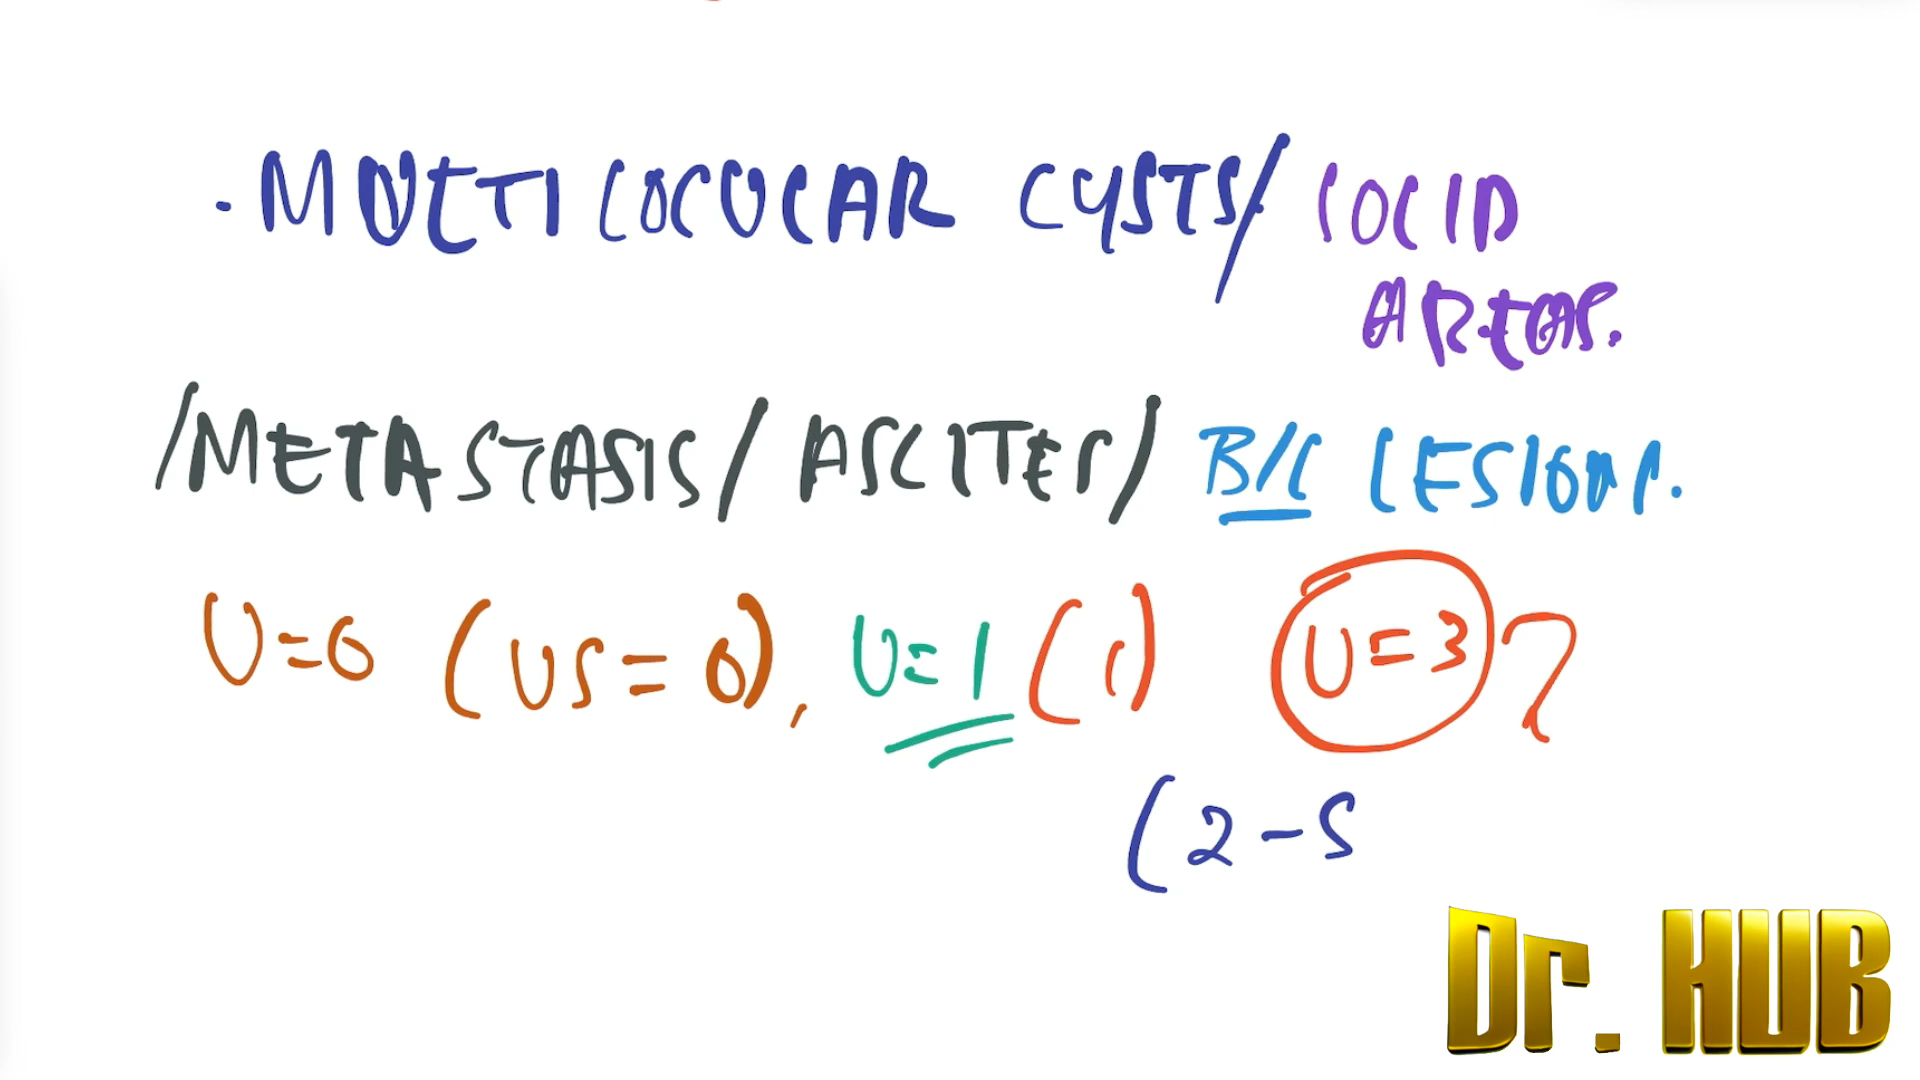 . MULTILOCULAR CYSTS/ SOLID
AREAS.
/METASTASIS/ ASCITES/ B/L LESIONS.
U=0 (US=0), U=1 (1) U=3?
(2-5
Dr. HUB